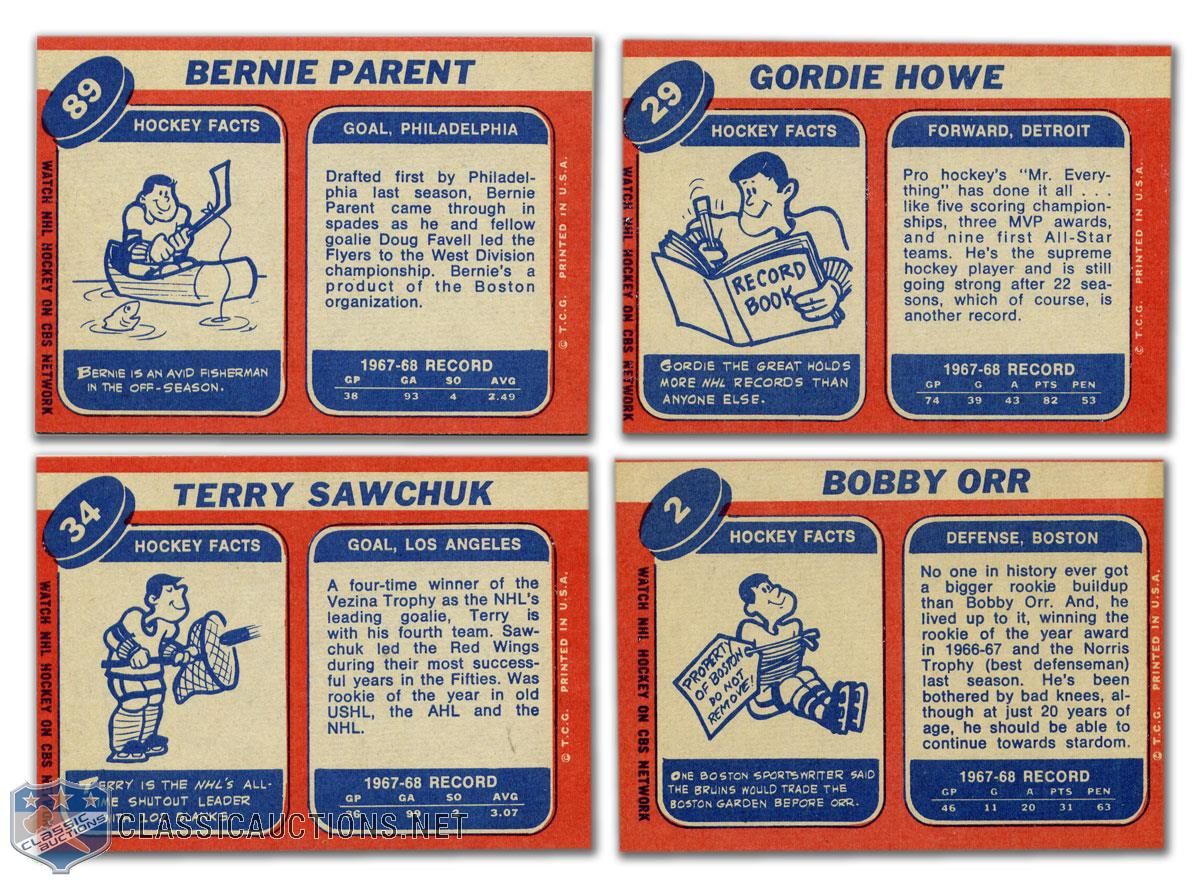 BERNIE PARENT
89
HOCKEY FACTS
BERNIE IS AN AVID FISHERMAN
IN THE OFF-SEASON.
WATCH NHL HOCKEY ON CBS NETWORK
GOAL, PHILADELPHIA
Drafted first by Philadel-
phia last season, Bernie
Parent came through in
spades as he and fellow
goalie Doug Favell led the
Flyers to the West Division
championship. Bernie's a
product of the Boston
organization.
1967-68 RECORD
GP GA SO AVG
38 93 4 2.49
© T.C.G. PRINTED IN U.S.A.
GORDIE HOWE
29
HOCKEY FACTS
RECORD
BOOK
GORDIE THE GREAT HOLDS
MORE NHL RECORDS THAN
ANYONE ELSE.
WATCH NHL HOCKEY ON CBS NETWORK
FORWARD, DETROIT
Pro hockey's "Mr. Every-
thing" has done it all . . .
like five scoring champion-
ships, three MVP awards,
and nine first All-Star
teams. He's the supreme
hockey player and is still
going strong after 22 sea-
sons, which of course, is
another record.
1967-68 RECORD
GP G A PTS PEN
74 39 43 82 53
© T.C.G. PRINTED IN U.S.A.
TERRY SAWCHUK
34
HOCKEY FACTS
TERRY IS THE NHL'S ALL-
TIME SHUTOUT LEADER
WATCH NHL HOCKEY ON CBS
GOAL, LOS ANGELES
A four-time winner of the
Vezina Trophy as the NHL's
leading goalie, Terry is
with his fourth team. Saw-
chuk led the Red Wings
during their most success-
ful years in the Fifties. Was
rookie of the year in old
USHL, the AHL and the
NHL.
1967-68 RECORD
GP GA SO AVG
36 99 2 3.07
© T.C.G. PRINTED IN U.S.A.
BOBBY ORR
2
HOCKEY FACTS
PROPERTY
OF BOSTON
DO NOT
REMOVE!
ONE BOSTON SPORTSWRITER SAID
THE BRUINS WOULD TRADE THE
BOSTON GARDEN BEFORE ORR.
WATCH NHL HOCKEY ON CBS NETWORK
DEFENSE, BOSTON
No one in history ever got
a bigger rookie buildup
than Bobby Orr. And, he
lived up to it, winning the
rookie of the year award
in 1966-67 and the Norris
Trophy (best defenseman)
last season. He's been
bothered by bad knees, al-
though at just 20 years of
age, he should be able to
continue towards stardom.
1967-68 RECORD
GP G A PTS PEN
46 11 20 31 63
© T.C.G. PRINTED IN U.S.A.
CLASSIC
AUCTIONS
CLASSICAUCTIONS.NET